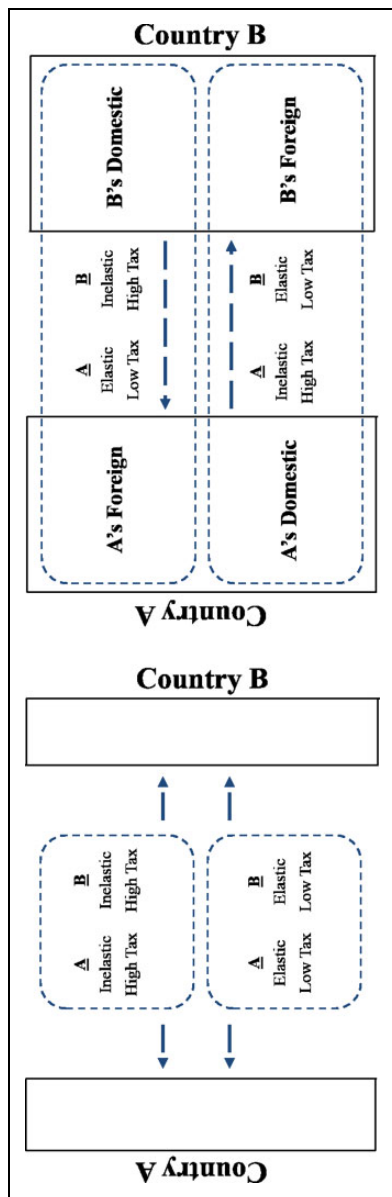 Country A
A
Inelastic
High Tax
B
Inelastic
High Tax
A
Elastic
Low Tax
B
Elastic
Low Tax
Country B
Country A
A's Foreign
A
Elastic
Low Tax
B
Inelastic
High Tax
B's Domestic
A's Domestic
A
Inelastic
High Tax
B
Elastic
Low Tax
B's Foreign
Country B